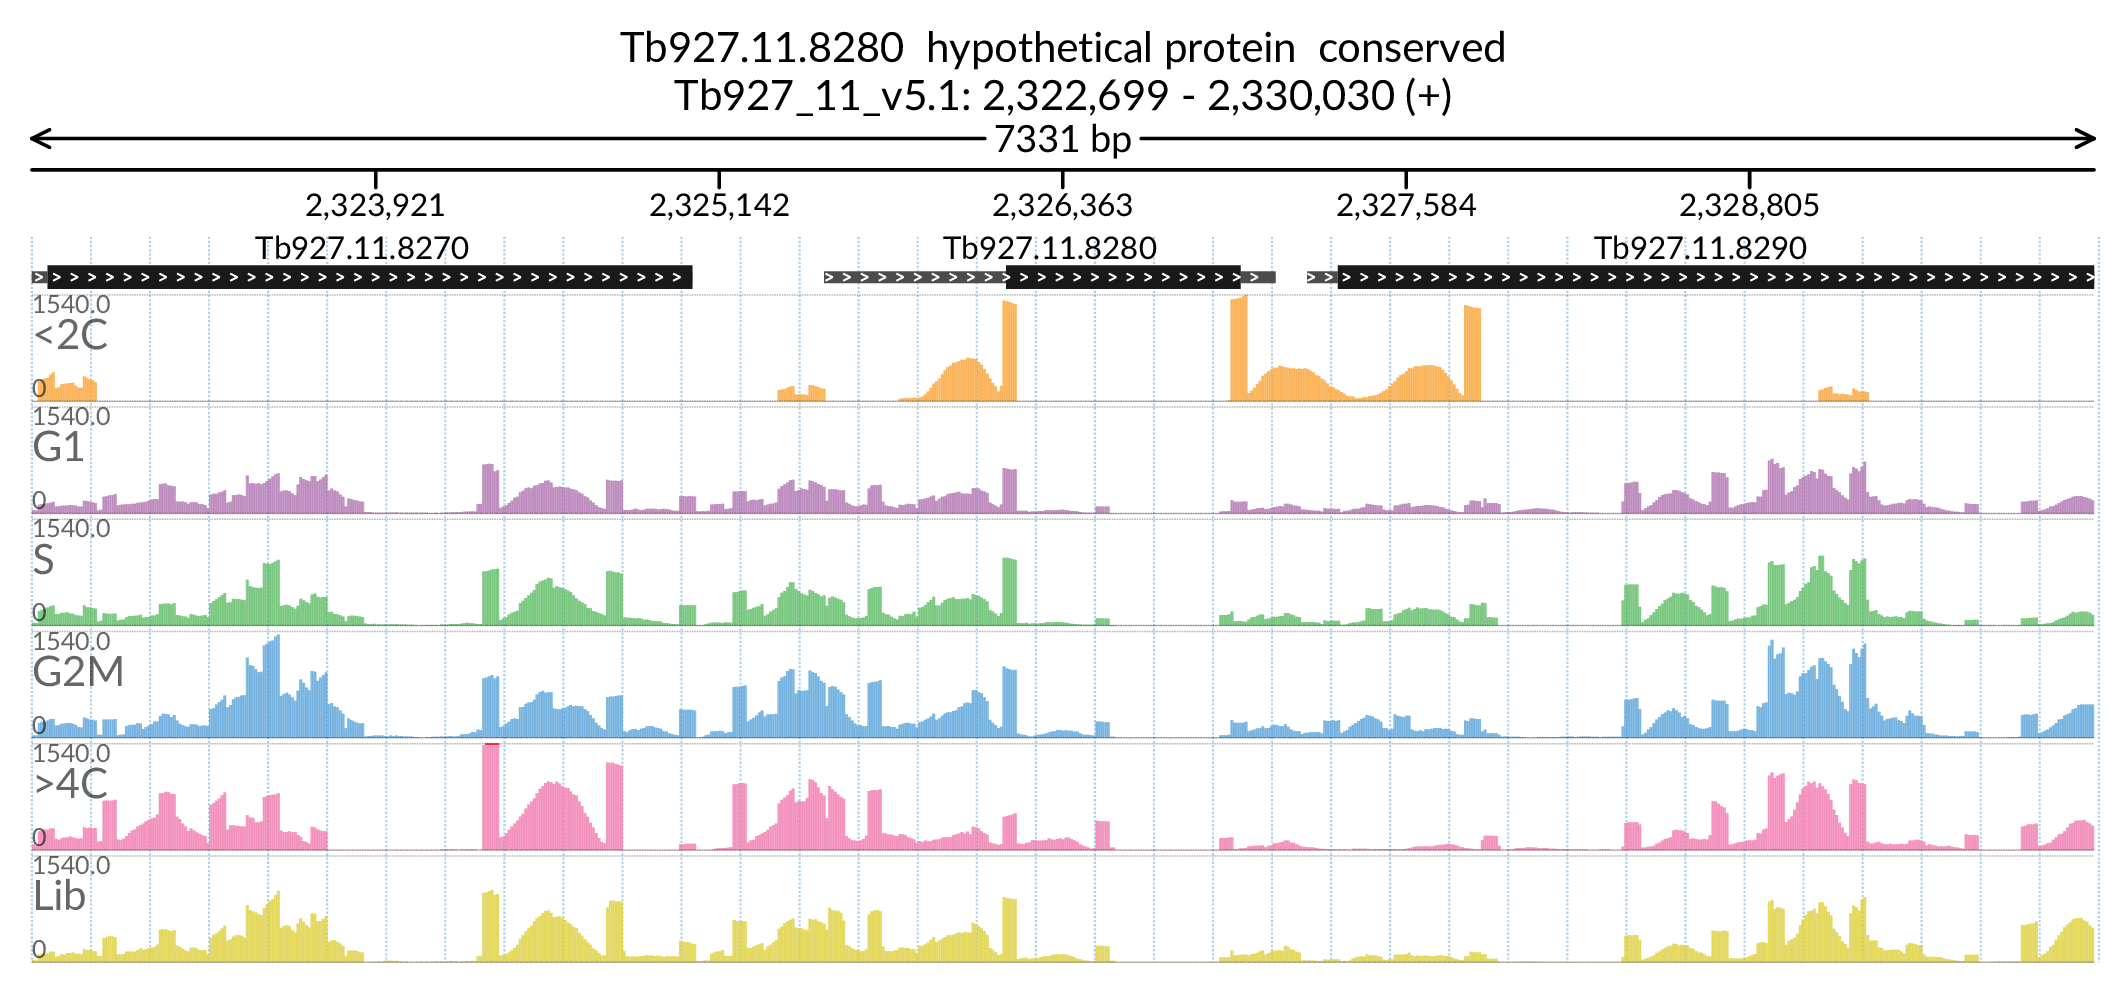 Tb927.11.8280  hypothetical protein  conserved
Tb927_11_v5.1: 2,322,699 - 2,330,030 (+)
7331 bp
2,323,921 2,325,142 2,326,363 2,327,584 2,328,805
Tb927.11.8270 Tb927.11.8280 Tb927.11.8290
1540.0
<2C
0
1540.0
G1
0
1540.0
S
0
1540.0
G2M
0
1540.0
>4C
0
1540.0
Lib
0